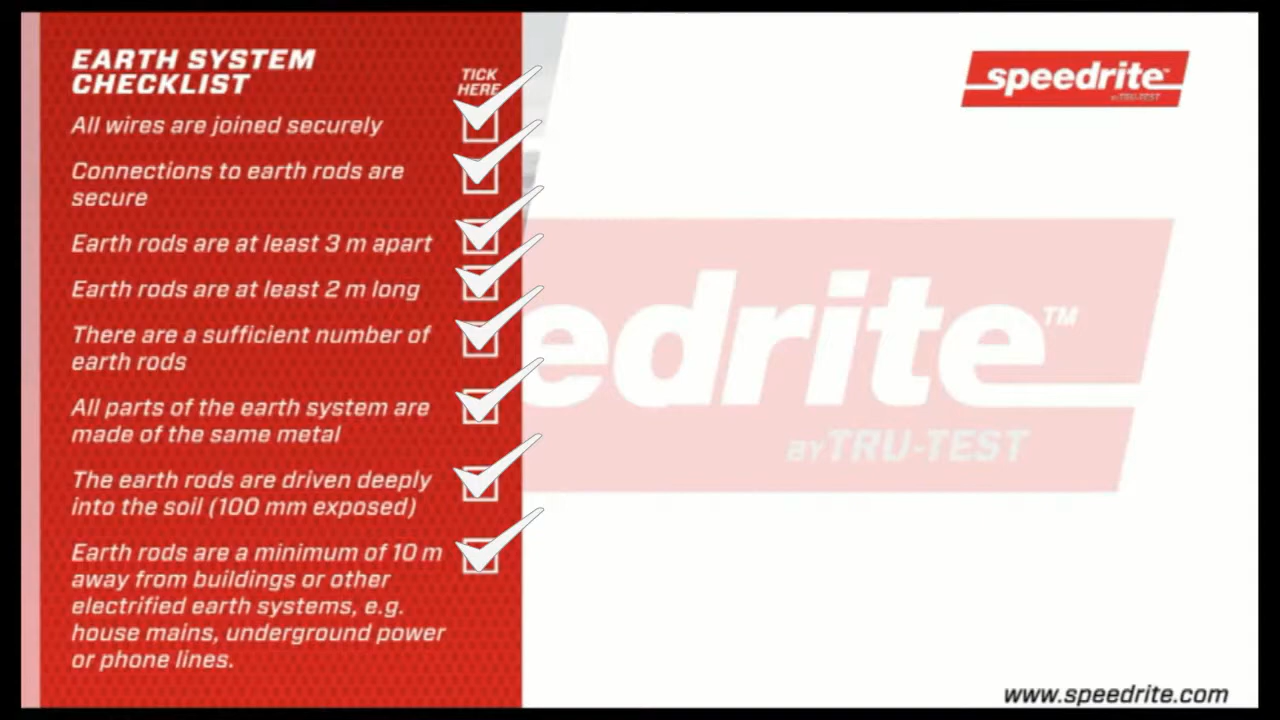 EARTH SYSTEM
CHECKLIST
TICK
HERE
All wires are joined securely
Connections to earth rods are
secure
Earth rods are at least 3 m apart
Earth rods are at least 2 m long
There are a sufficient number of
earth rods
All parts of the earth system are
made of the same metal
The earth rods are driven deeply
into the soil (100 mm exposed)
Earth rods are a minimum of 10 m
away from buildings or other
electrified earth systems, e.g.
house mains, underground power
or phone lines.
speedrite™
BY TRU-TEST
edrite™
BY TRU-TEST
www.speedrite.com